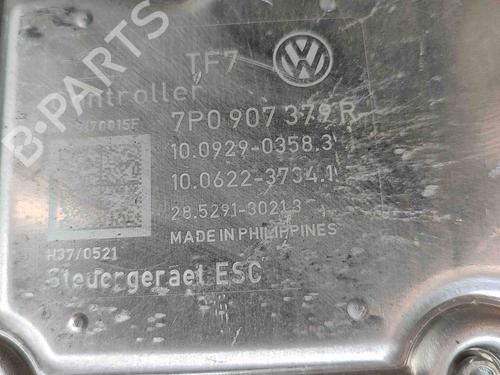 B-PARTS
TF7
ntroller
7P0 907 379 R
10.0929-0358.3
10.0622-3734.1
28.5291-3021.3
MADE IN PHILIPPINES
H37/0521
Steuergeraet ESC